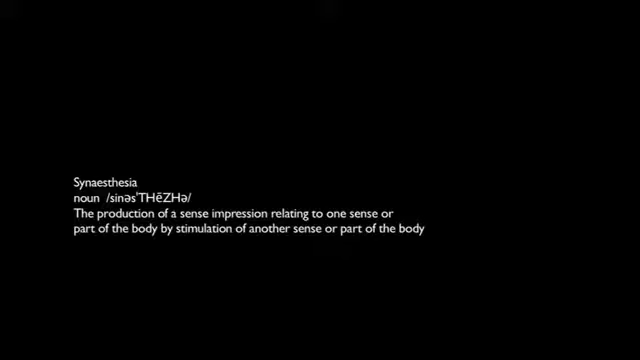 Synaesthesia
noun /sinəsˈTHēZHə/
The production of a sense impression relating to one sense or
part of the body by stimulation of another sense or part of the body